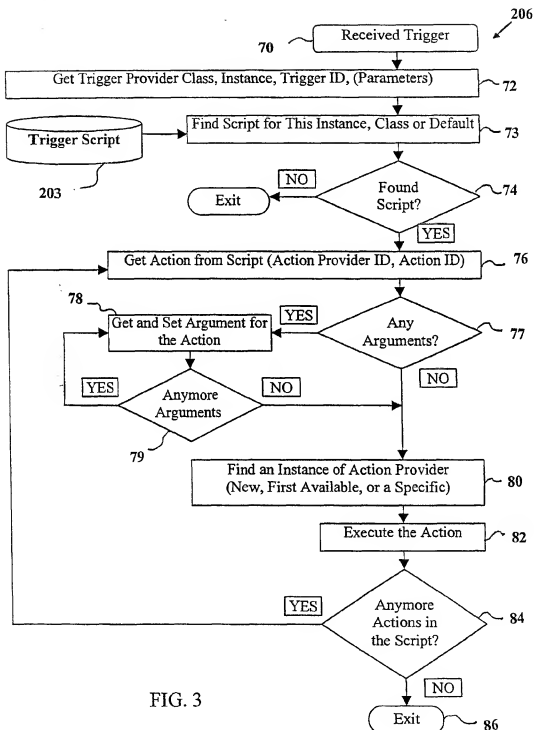 206
Received Trigger
70
Get Trigger Provider Class, Instance, Trigger ID, (Parameters)
72
Trigger Script
203
Find Script for This Instance, Class or Default
73
NO
Found
Script?
74
Exit
YES
Get Action from Script (Action Provider ID, Action ID)
76
78
Get and Set Argument for
the Action
YES
Any
Arguments?
77
YES
Anymore
Arguments
NO
NO
79
Find an Instance of Action Provider
(New, First Available, or a Specific)
80
Execute the Action
82
YES
Anymore
Actions in
the Script?
84
NO
FIG. 3
Exit
86